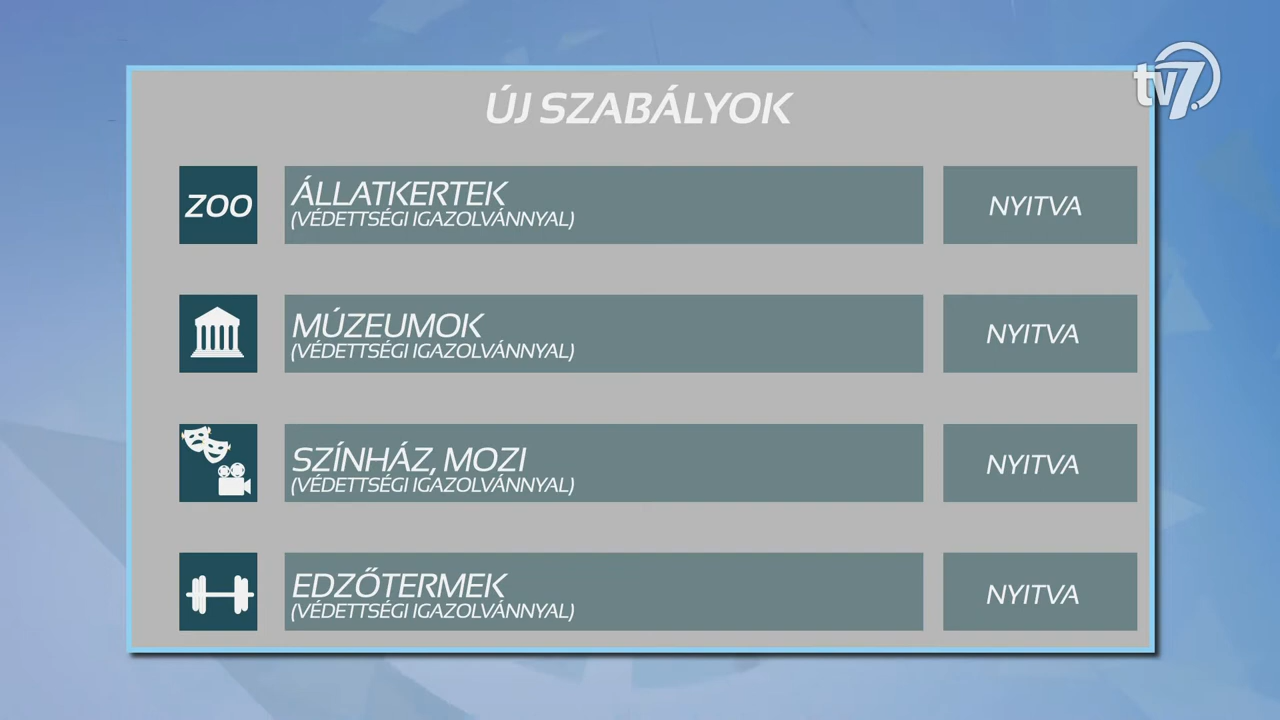 tv7.
ÚJ SZABÁLYOK
ZOO
ÁLLATKERTEK
(VÉDETTSÉGI IGAZOLVÁNNYAL)
NYITVA
MÚZEUMOK
(VÉDETTSÉGI IGAZOLVÁNNYAL)
NYITVA
SZÍNHÁZ, MOZI
(VÉDETTSÉGI IGAZOLVÁNNYAL)
NYITVA
EDZŐTERMEK
(VÉDETTSÉGI IGAZOLVÁNNYAL)
NYITVA